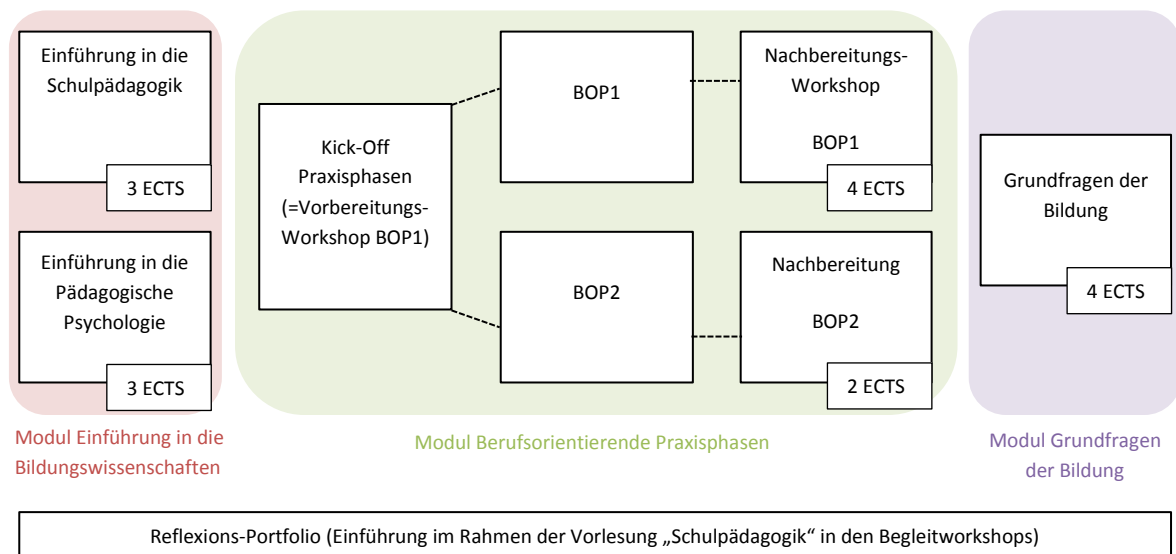 Einführung in die
Schulpädagogik
3 ECTS
Einführung in die
Pädagogische
Psychologie
3 ECTS
Modul Einführung in die
Bildungswissenschaften
Kick-Off
Praxisphasen
(=Vorbereitungs-
Workshop BOP1)
BOP1
Nachbereitungs-
Workshop
BOP1
4 ECTS
BOP2
Nachbereitung
BOP2
2 ECTS
Modul Berufsorientierende Praxisphasen
Grundfragen der
Bildung
4 ECTS
Modul Grundfragen
der Bildung
Reflexions-Portfolio (Einführung im Rahmen der Vorlesung „Schulpädagogik“ in den Begleitworkshops)